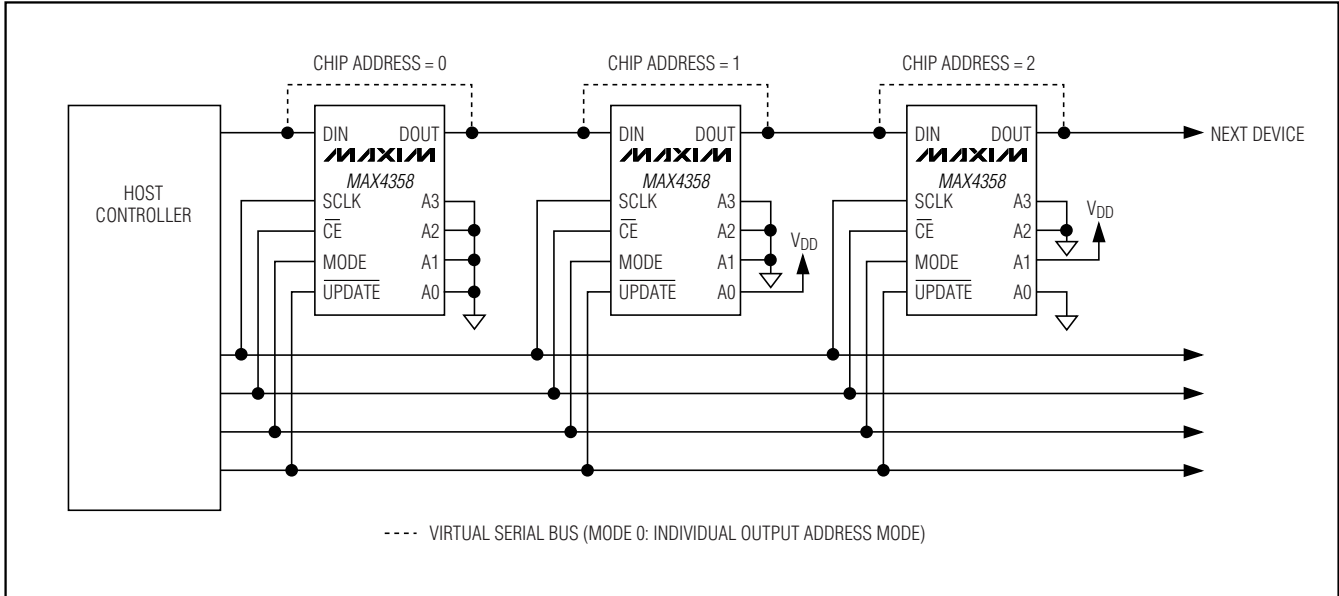 CHIP ADDRESS = 0
CHIP ADDRESS = 1
CHIP ADDRESS = 2
HOST
CONTROLLER
DIN DOUT
MAXIM
MAX4358
SCLK A3
CE A2
MODE A1
UPDATE A0
DIN DOUT
MAXIM
MAX4358
SCLK A3
CE A2
MODE A1
UPDATE A0
VDD
DIN DOUT
MAXIM
MAX4358
SCLK A3
CE A2
MODE A1
UPDATE A0
VDD
NEXT DEVICE
VIRTUAL SERIAL BUS (MODE 0: INDIVIDUAL OUTPUT ADDRESS MODE)